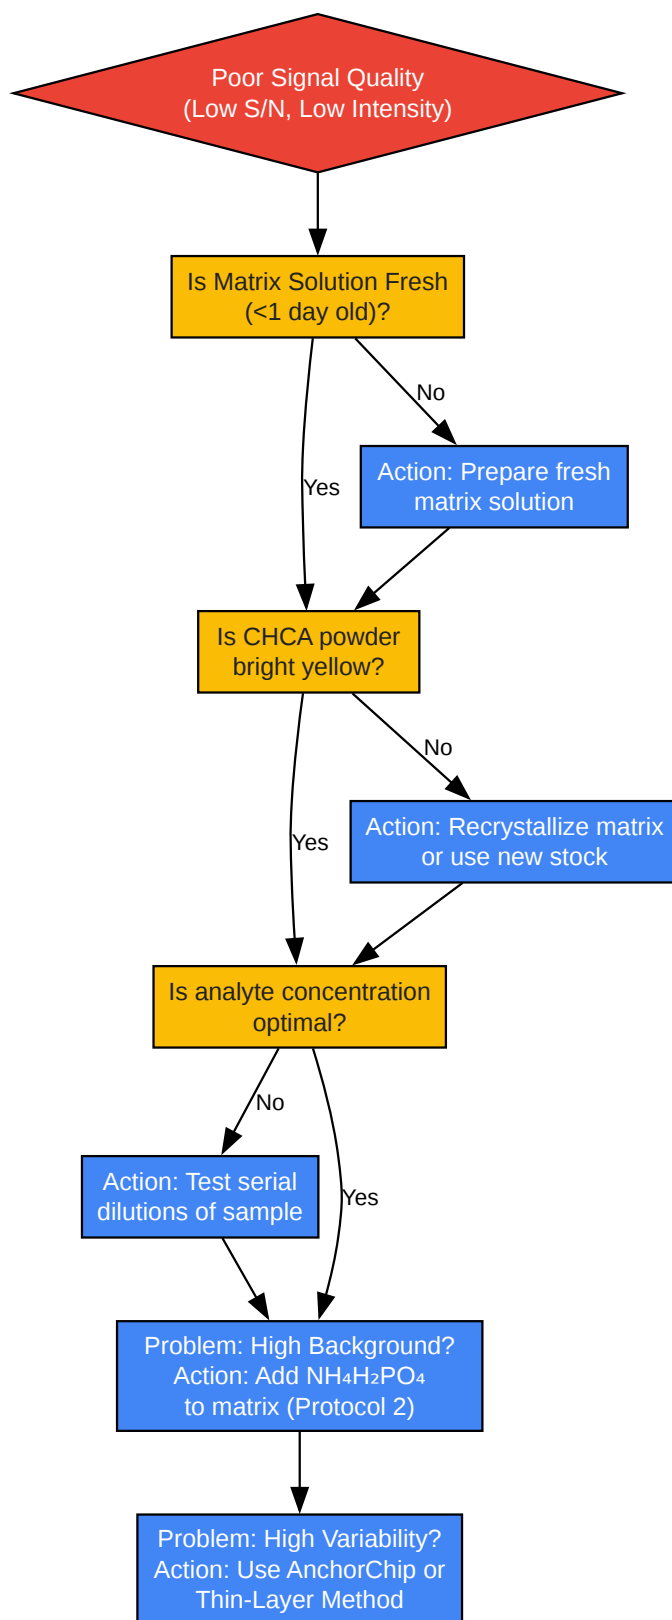 Poor Signal Quality
(Low S/N, Low Intensity)
Is Matrix Solution Fresh
(<1 day old)?
No
Action: Prepare fresh
matrix solution
Yes
Is CHCA powder
bright yellow?
No
Action: Recrystallize matrix
or use new stock
Yes
Is analyte concentration
optimal?
No
Action: Test serial
dilutions of sample
Yes
Problem: High Background?
Action: Add NH₄H₂PO₄
to matrix (Protocol 2)
Problem: High Variability?
Action: Use AnchorChip or
Thin-Layer Method